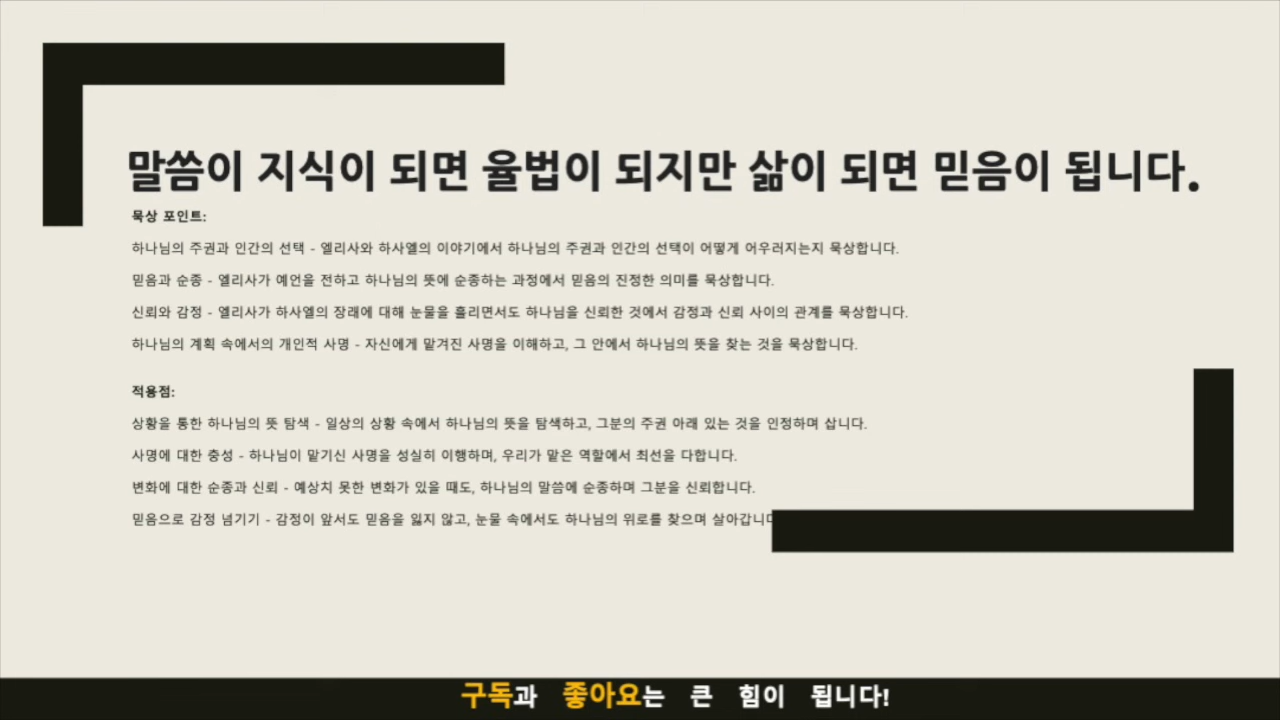 말씀이 지식이 되면 율법이 되지만 삶이 되면 믿음이 됩니다.
묵상 포인트:
하나님의 주권과 인간의 선택 - 엘리사와 하사엘의 이야기에서 하나님의 주권과 인간의 선택이 어떻게 어우러지는지 묵상합니다.
믿음과 순종 - 엘리사가 예언을 전하고 하나님의 뜻에 순종하는 과정에서 믿음의 진정한 의미를 묵상합니다.
신뢰와 감정 - 엘리사가 하사엘의 장래에 대해 눈물을 흘리면서도 하나님을 신뢰한 것에서 감정과 신뢰 사이의 관계를 묵상합니다.
하나님의 계획 속에서의 개인적 사명 - 자신에게 맡겨진 사명을 이해하고, 그 안에서 하나님의 뜻을 찾는 것을 묵상합니다.
적용점:
상황을 통한 하나님의 뜻 탐색 - 일상의 상황 속에서 하나님의 뜻을 탐색하고, 그분의 주권 아래 있는 것을 인정하며 삽니다.
사명에 대한 충성 - 하나님이 맡기신 사명을 성실히 이행하며, 우리가 맡은 역할에서 최선을 다합니다.
변화에 대한 순종과 신뢰 - 예상치 못한 변화가 있을 때도, 하나님의 말씀에 순종하며 그분을 신뢰합니다.
믿음으로 감정 넘기기 - 감정이 앞서도 믿음을 잃지 않고, 눈물 속에서도 하나님의 위로를 찾으며
구독과 좋아요는 큰 힘이 됩니다!